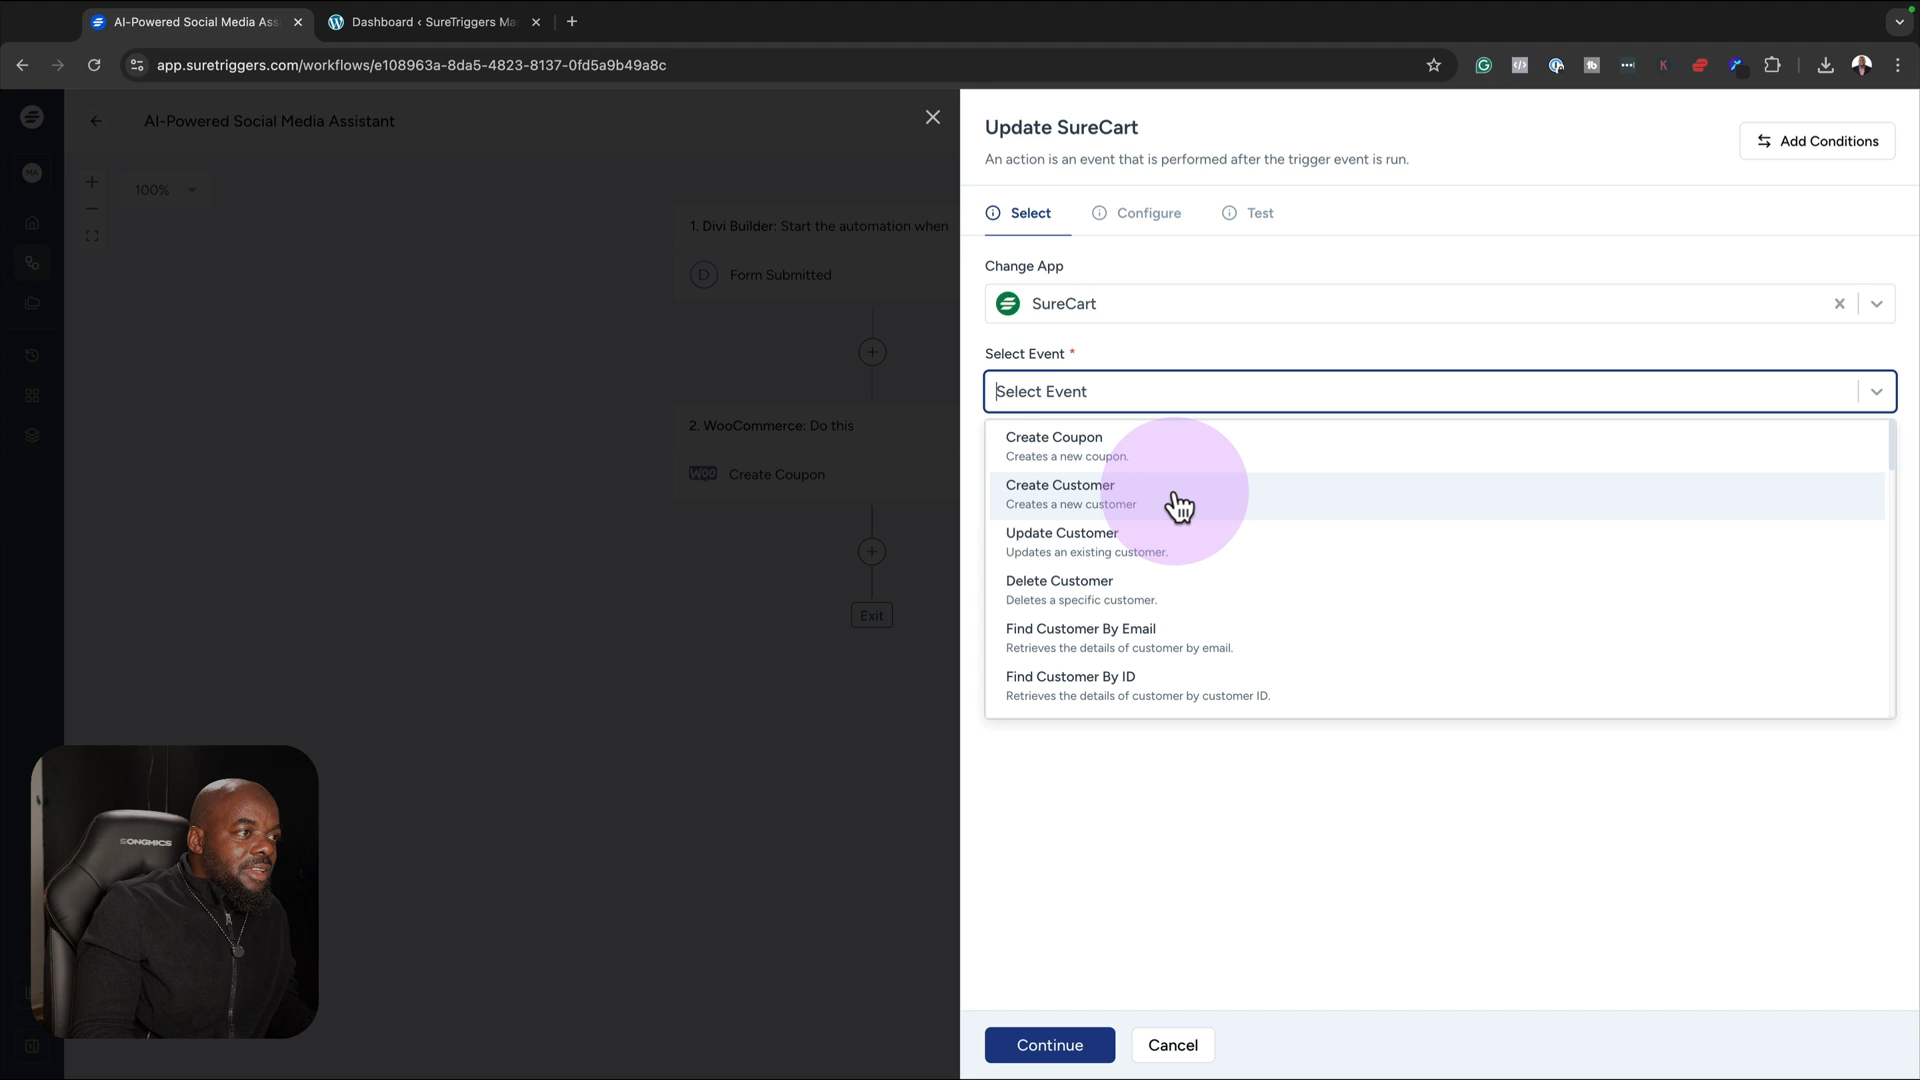 AI-Powered Social Media Ass
Dashboard ‹ SureTriggers Ma
app.suretriggers.com/workflows/e108963a-8da5-4823-8137-0fd5a9b49a8c
AI-Powered Social Media Assistant
MA
100%
1. Divi Builder: Start the automation when
D
Form Submitted
2. WooCommerce: Do this
Woo
Create Coupon
Exit
SONGMICS
Update SureCart
An action is an event that is performed after the trigger event is run.
Add Conditions
Select
Configure
Test
Change App
SureCart
Select Event *
Select Event
Create Coupon
Creates a new coupon.
Create Customer
Creates a new customer
Update Customer
Updates an existing customer.
Delete Customer
Deletes a specific customer.
Find Customer By Email
Retrieves the details of customer by email.
Find Customer By ID
Retrieves the details of customer by customer ID.
Continue
Cancel